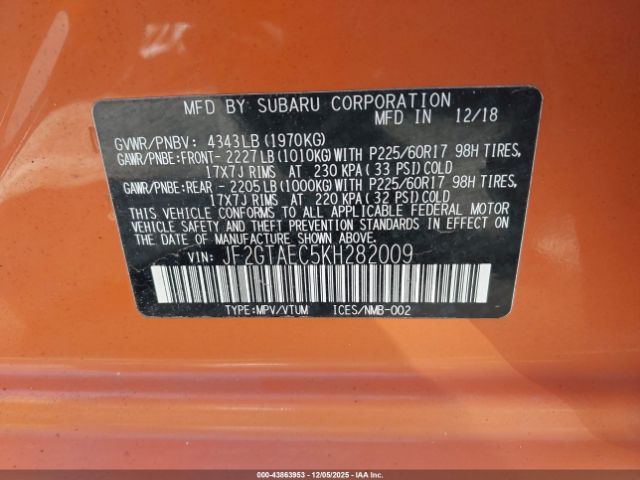 MFD BY SUBARU CORPORATION
MFD IN 12/18
GVWR/PNBV: 4343LB (1970KG)
GAWR/PNBE:FRONT- 2227LB (1010KG) WITH P225/60R17 98H TIRES,
17X7J RIMS AT 230 KPA (33 PSI) COLD
GAWR/PNBE:REAR - 2205LB (1000KG) WITH P225/60R17 98H TIRES,
17X7J RIMS AT 220 KPA (32 PSI) COLD
THIS VEHICLE CONFORMS TO ALL APPLICABLE FEDERAL MOTOR
VEHICLE SAFETY, BUMPER, AND THEFT PREVENTION STANDARDS
IN EFFECT ON THE DATE OF MANUFACTURE SHOWN ABOVE.
VIN: JF2GTAEC5KH282009
TYPE:MPV/VTUM ICES/NMB-002
000-43863953 | 12/05/2025 - IAA Inc.